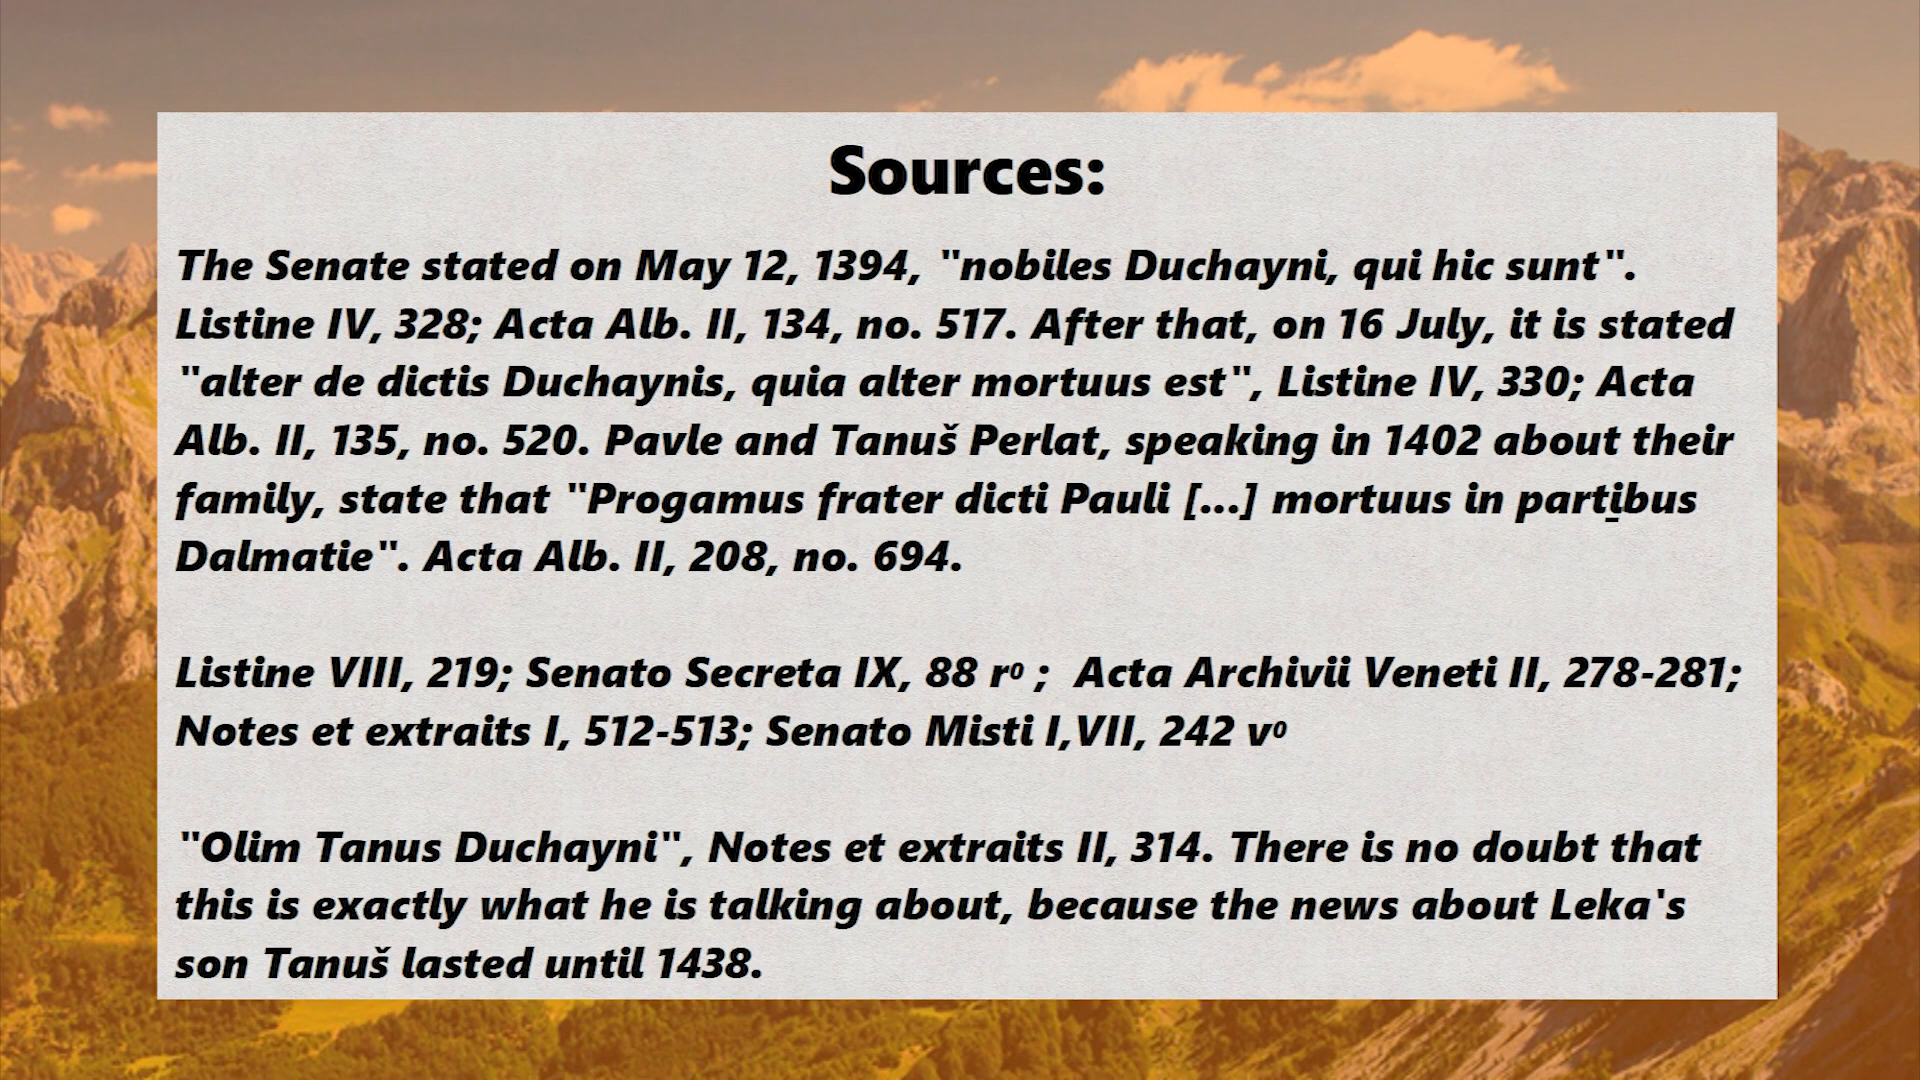 Sources:
The Senate stated on May 12, 1394, "nobiles Duchayni, qui hic sunt".
Listine IV, 328; Acta Alb. II, 134, no. 517. After that, on 16 July, it is stated
"alter de dictis Duchaynis, quia alter mortuus est", Listine IV, 330; Acta
Alb. II, 135, no. 520. Pavle and Tanuš Perlat, speaking in 1402 about their
family, state that "Progamus frater dicti Pauli [...] mortuus in partịbus
Dalmatie". Acta Alb. II, 208, no. 694.
Listine VIII, 219; Senato Secreta IX, 88 r⁰ ;  Acta Archivii Veneti II, 278-281;
Notes et extraits I, 512-513; Senato Misti I,VII, 242 v⁰
"Olim Tanus Duchayni", Notes et extraits II, 314. There is no doubt that
this is exactly what he is talking about, because the news about Leka's
son Tanuš lasted until 1438.